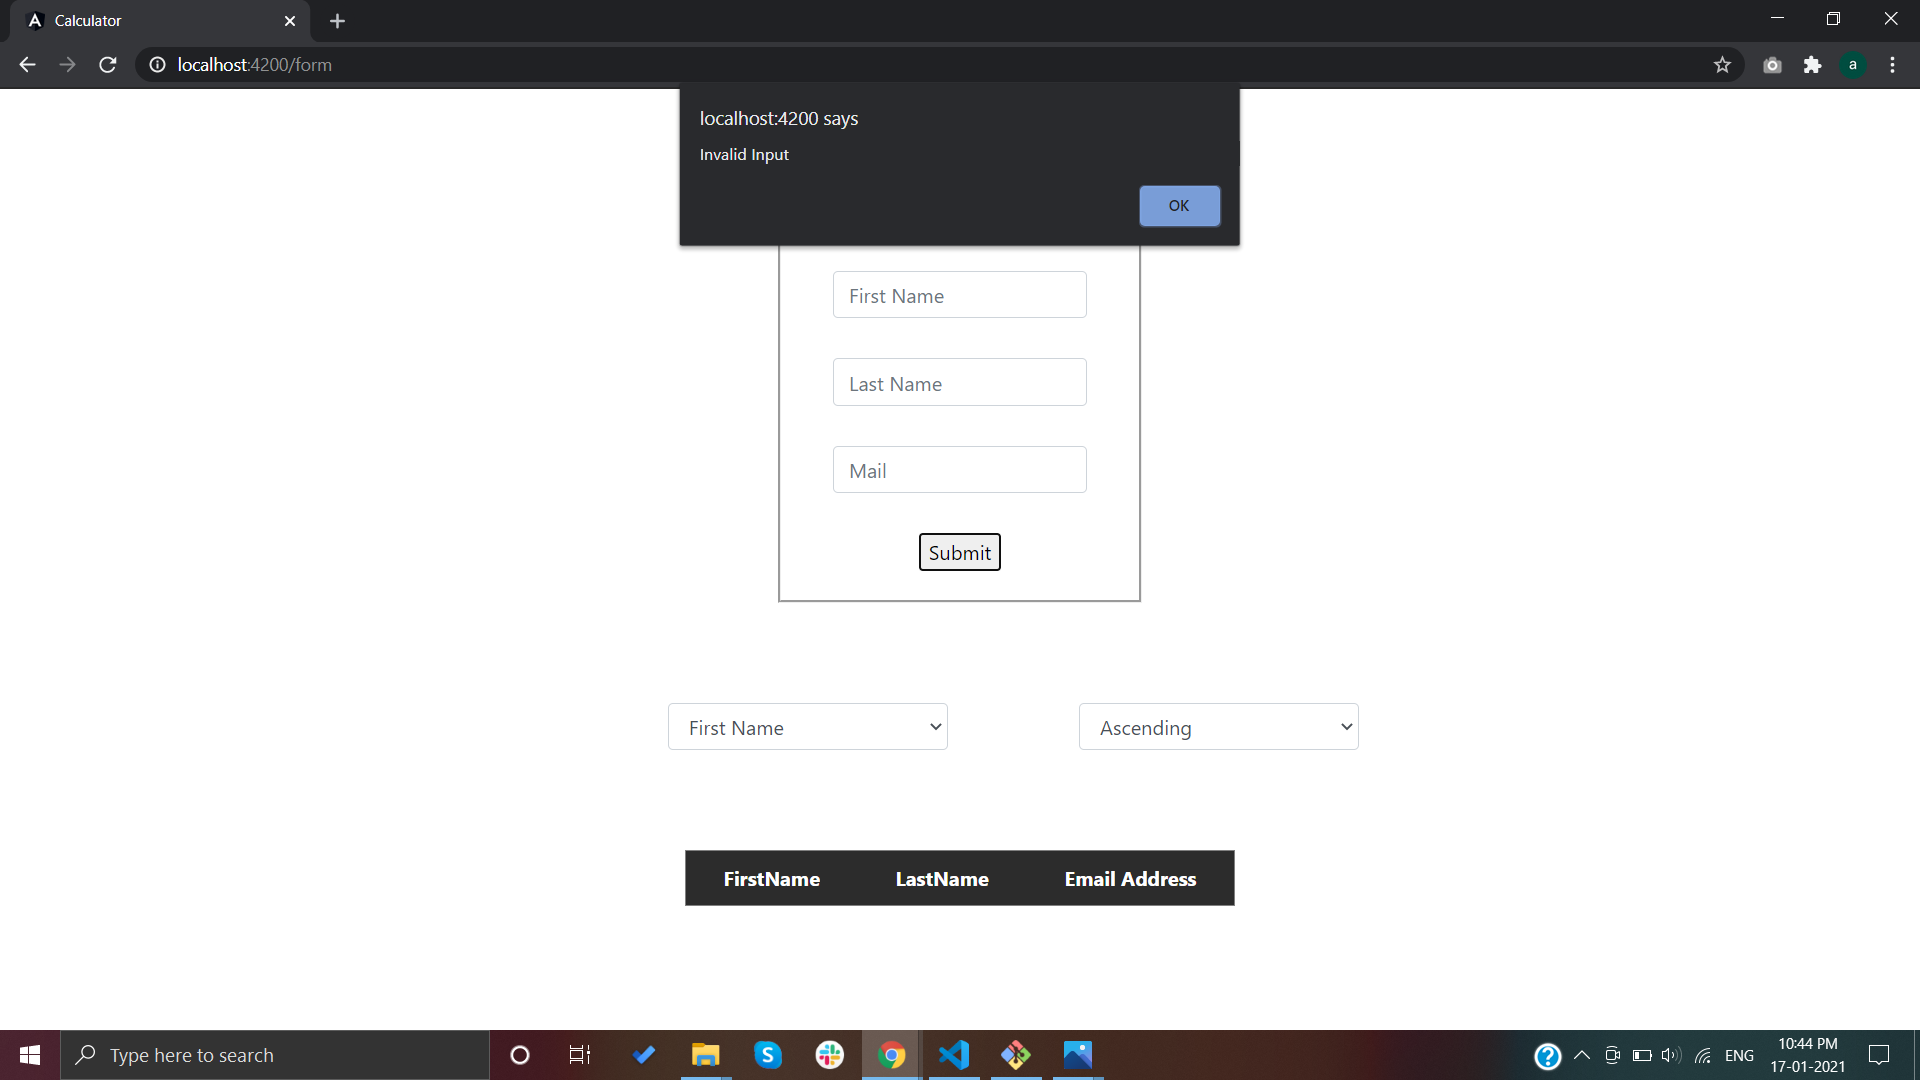 Calculator
localhost:4200/form
a
localhost:4200 says
Invalid Input
OK
First Name
Last Name
Mail
Submit
First Name
Ascending
FirstName LastName Email Address
Type here to search
S
?
ENG
10:44 PM
17-01-2021